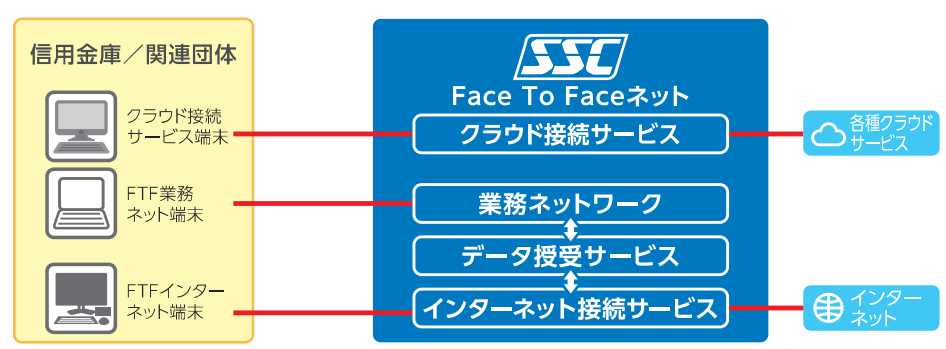 信用金庫／関連団体
クラウド接続
サービス端末
FTF業務
ネット端末
FTFインター
ネット端末
SSC
Face To Faceネット
クラウド接続サービス
業務ネットワーク
データ授受サービス
インターネット接続サービス
各種クラウド
サービス
インター
ネット